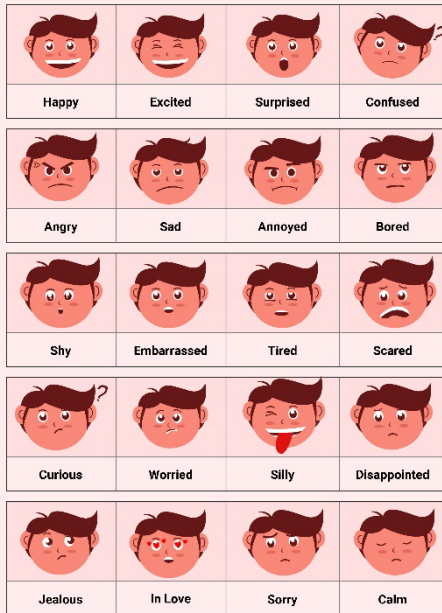 Happy Excited Surprised Confused
Angry Sad Annoyed Bored
Shy Embarrassed Tired Scared
Curious Worried Silly Disappointed
Jealous In Love Sorry Calm